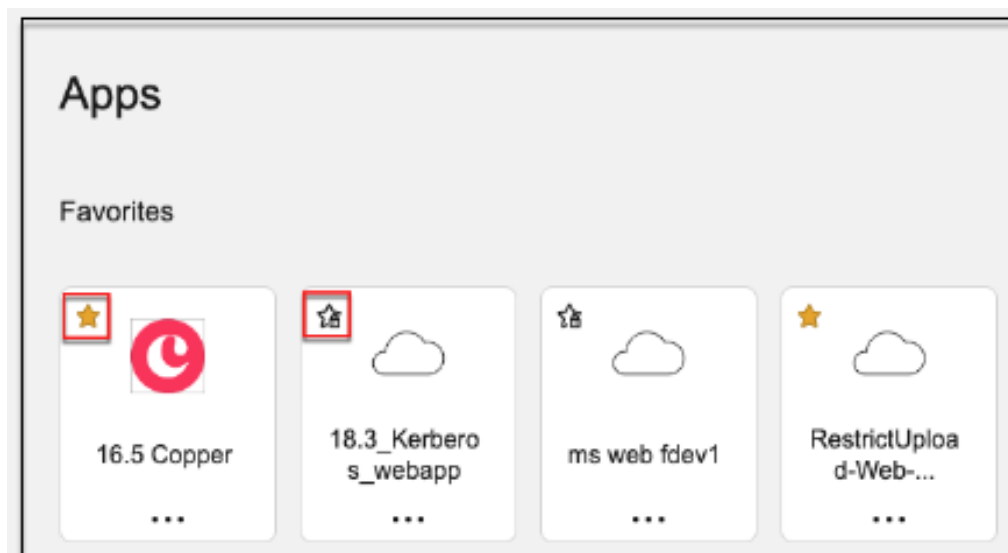 Apps
Favorites
16.5 Copper
18.3_Kerbero
s_webapp
ms web fdev1
RestrictUploa
d-Web-...